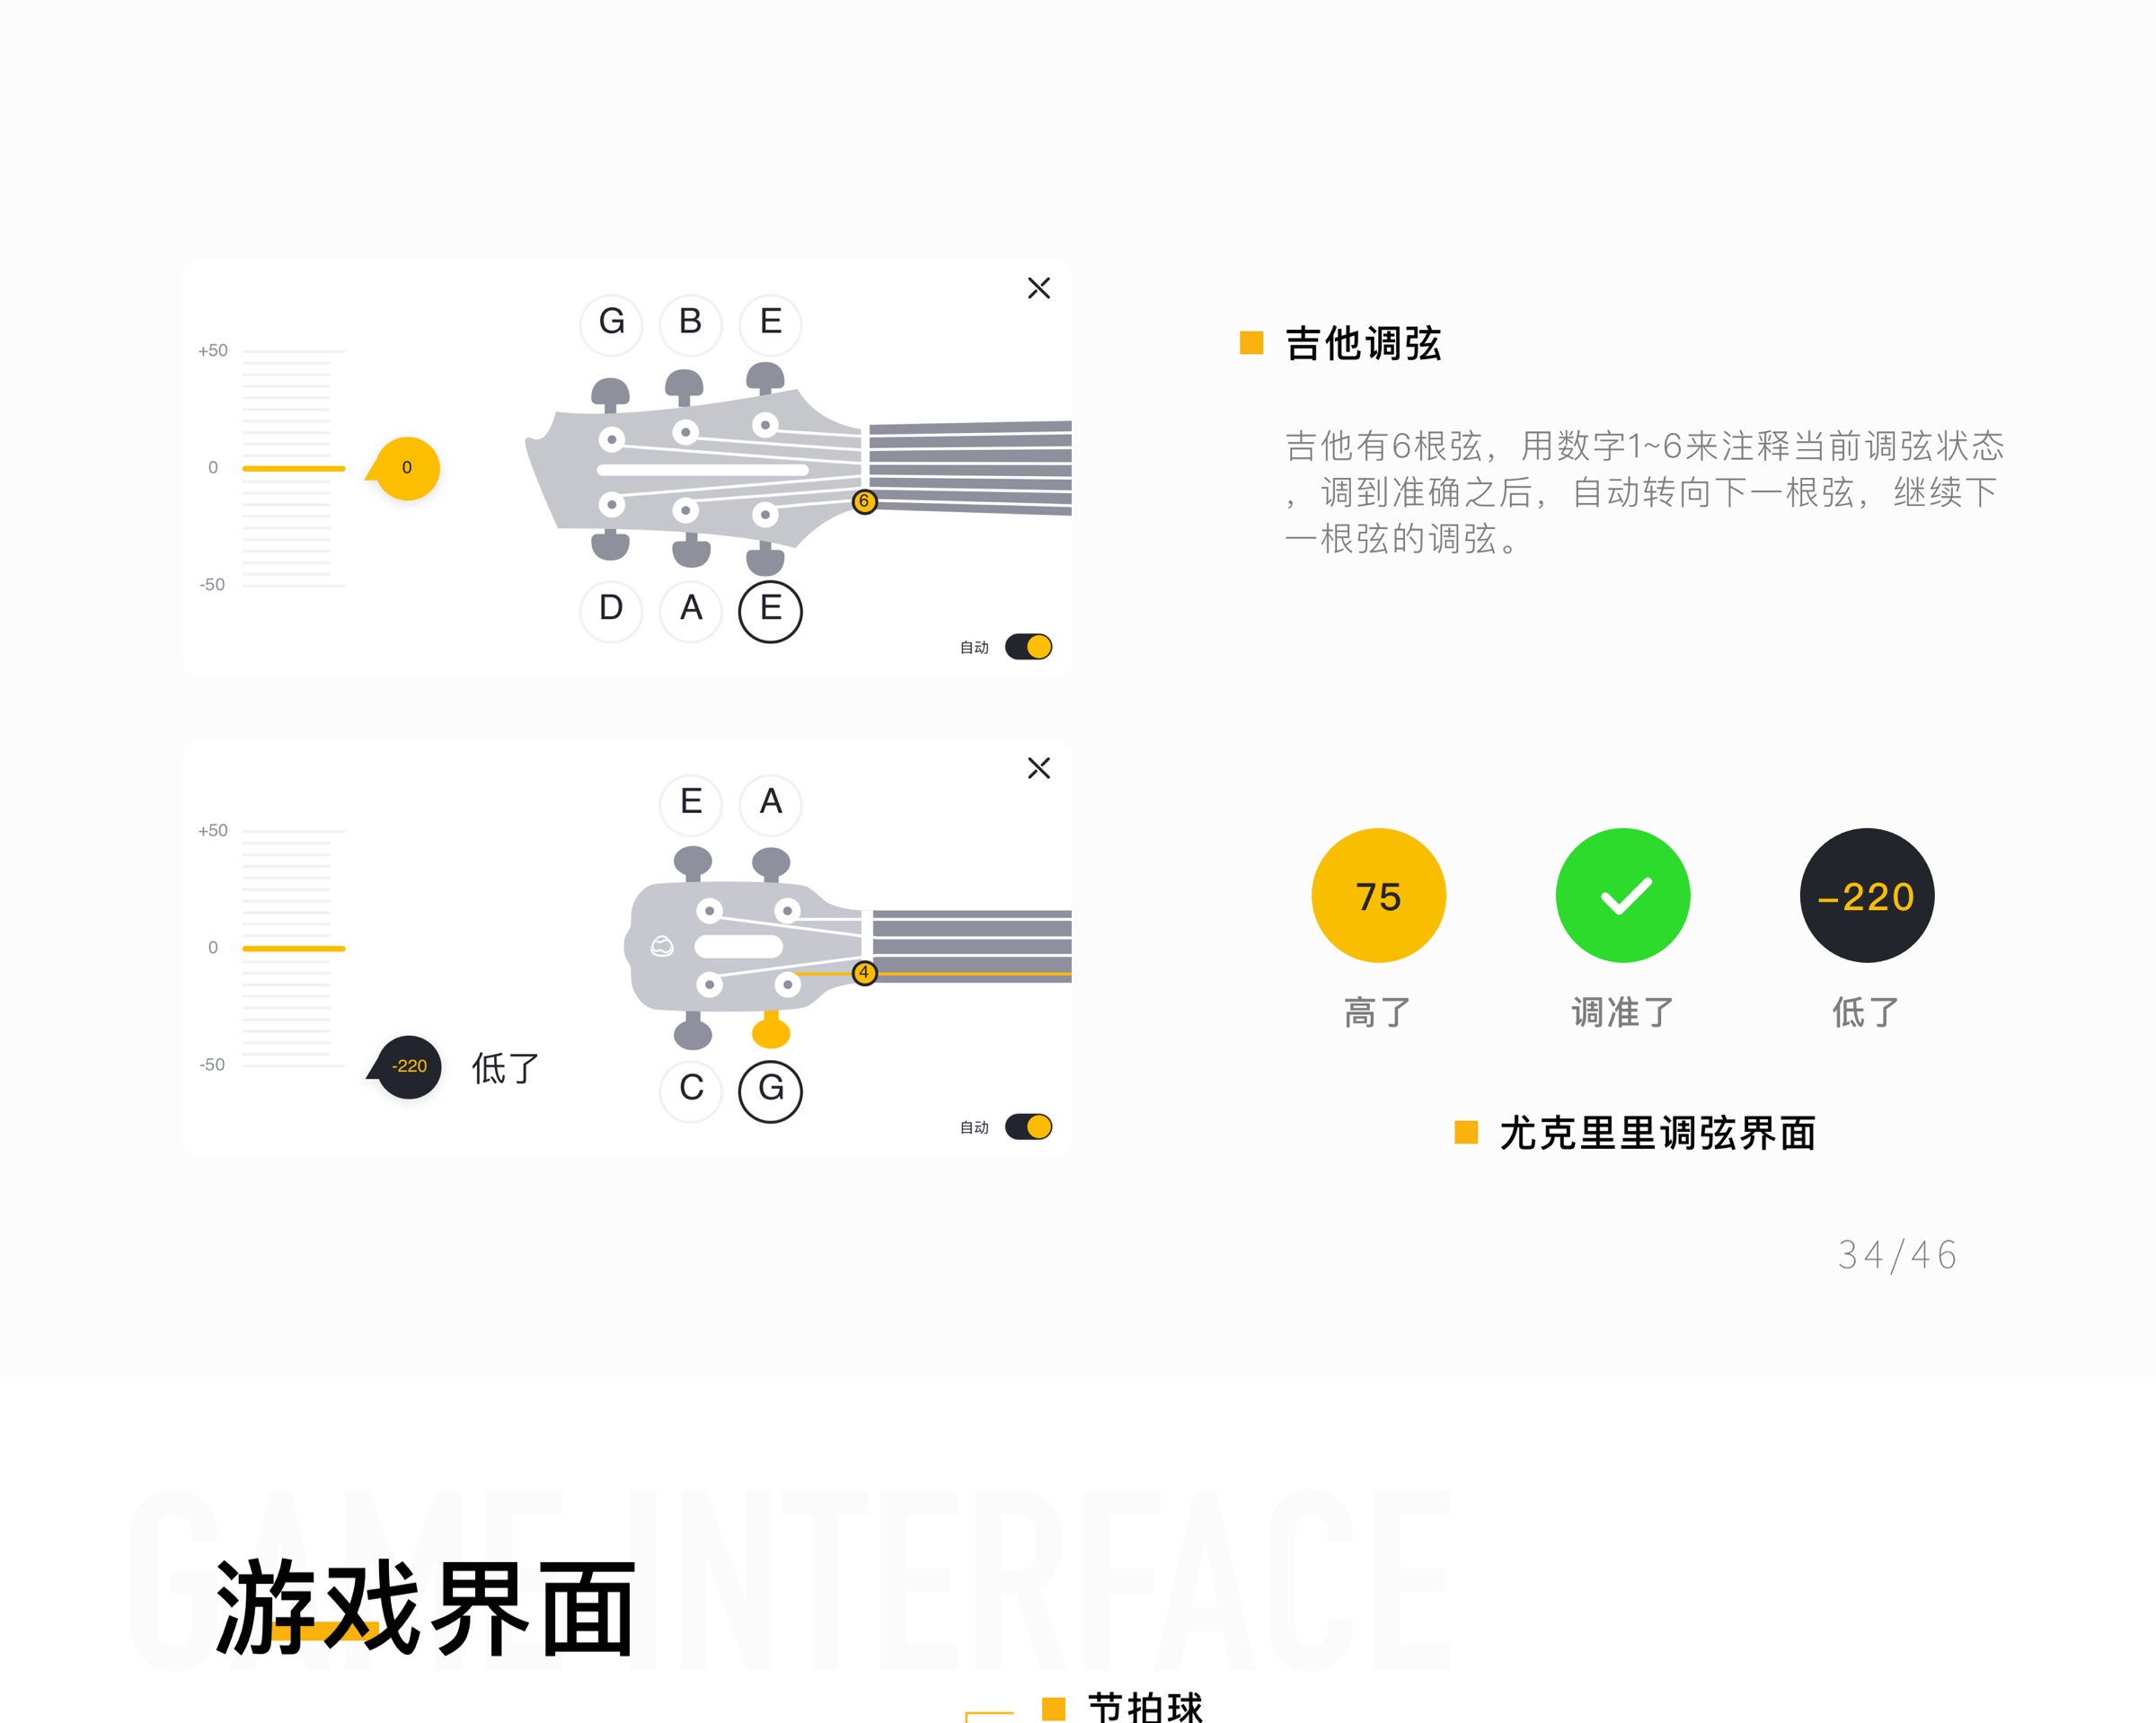 G B E
+50
0
0
-50
6
D A E
自动
吉他调弦
吉他有6根弦，用数字1~6来注择当前调弦状态
，调到准确之后，自动转向下一根弦，继续下
一根弦的调弦。
E A
+50
0
4
-50
-220
低了
C G
自动
75
-220
高了
调准了
低了
尤克里里调弦界面
34/46
GAME INTERFACE
游戏界面
节拍球